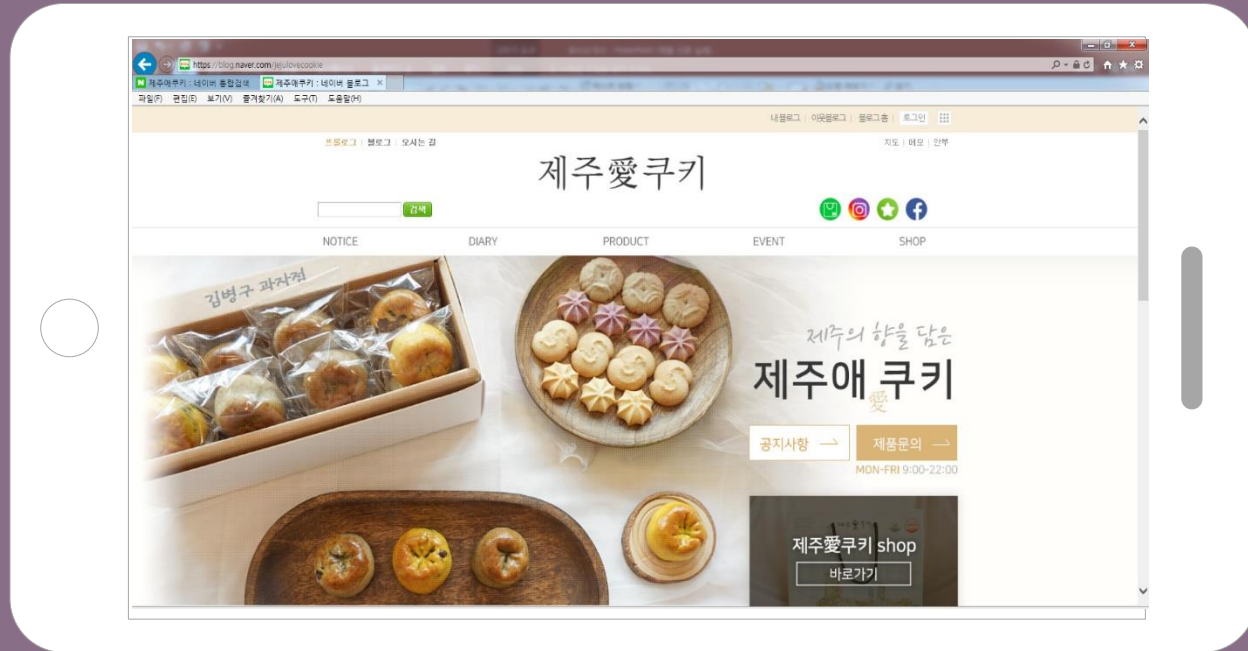 https://blog.naver.com/jejulovecookie
제주애쿠키 : 네이버 통합검색
제주애쿠키 : 네이버 블로그
파일(F) 편집(E) 보기(V) 즐겨찾기(A) 도구(T) 도움말(H)
내블로그 | 이웃블로그 | 블로그홈 | 로그인
프롤로그 | 블로그 | 오시는 길
지도 | 메모 | 안부
제주愛쿠키
검색
NOTICE DIARY PRODUCT EVENT SHOP
김병구 과자점
제주의 향을 담은
제주애 쿠키
愛
공지사항 제품문의
MON-FRI 9:00-22:00
제주愛쿠키 shop
바로가기